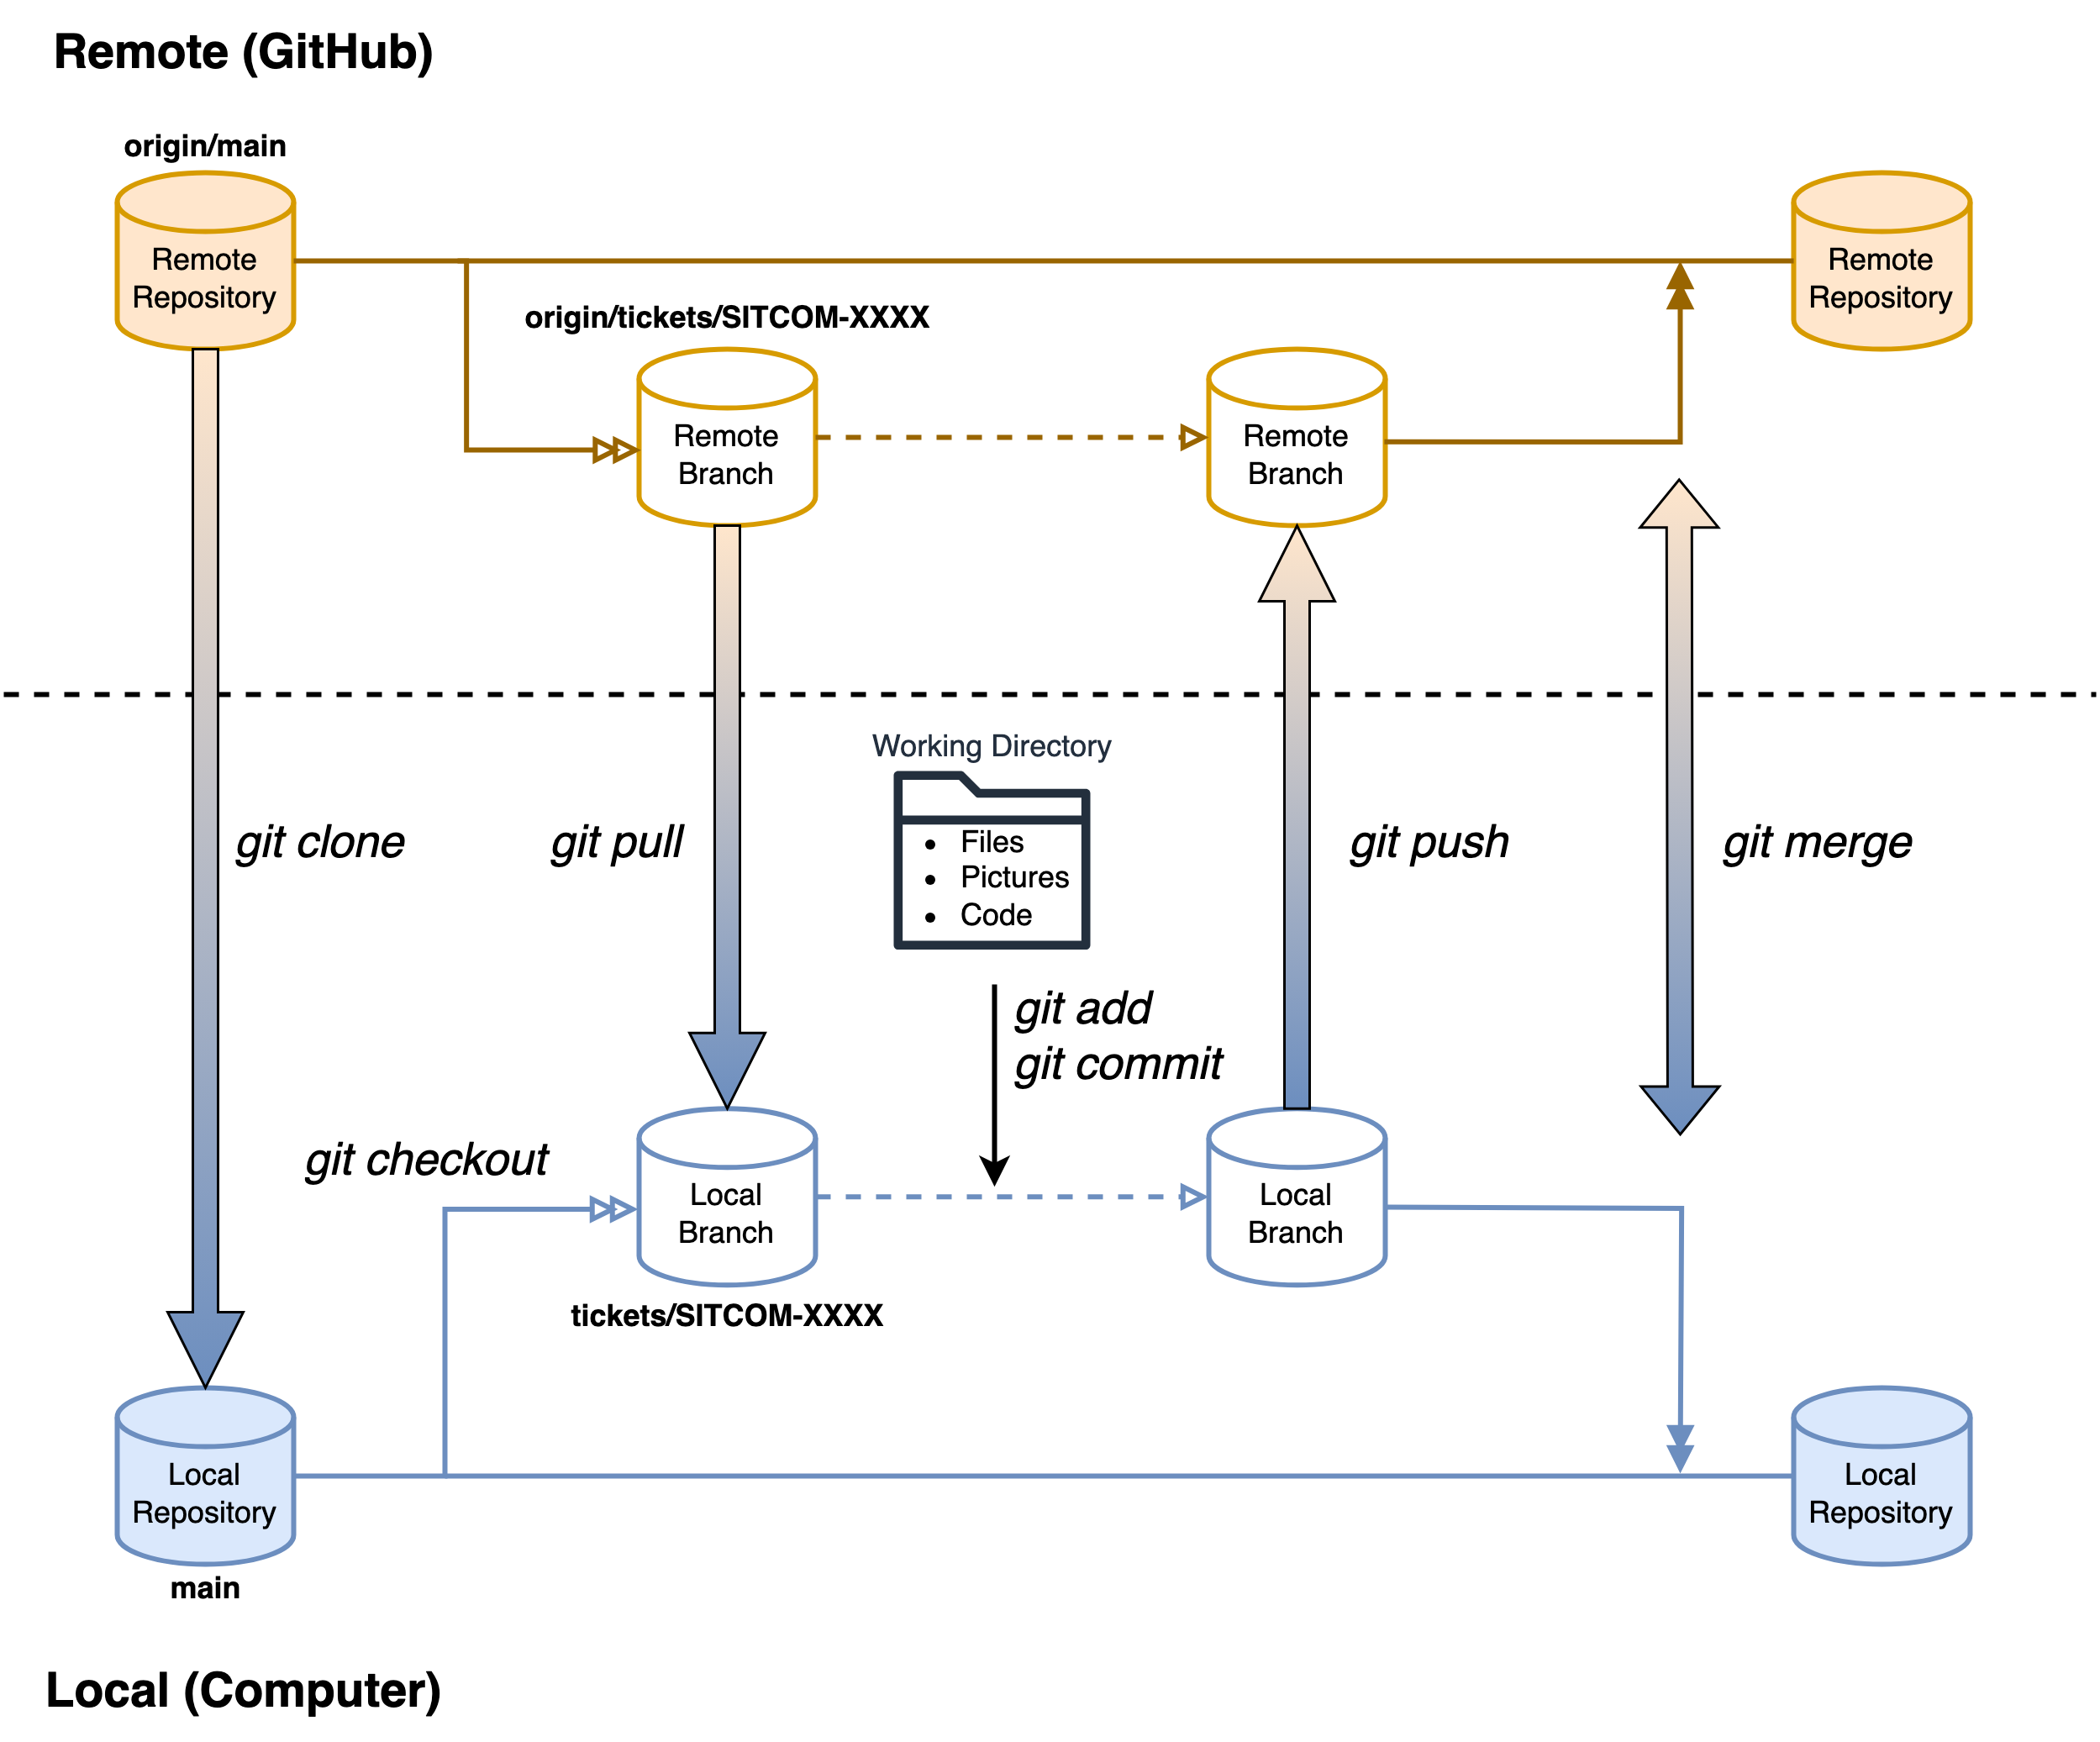 Remote (GitHub)
origin/main
Remote
Repository
Remote
Repository
origin/tickets/SITCOM-XXXX
Remote
Branch
Remote
Branch
Working Directory
• Files
• Pictures
• Code
git clone
git pull
git push
git merge
git add
git commit
git checkout
Local
Branch
Local
Branch
tickets/SITCOM-XXXX
Local
Repository
Local
Repository
main
Local (Computer)